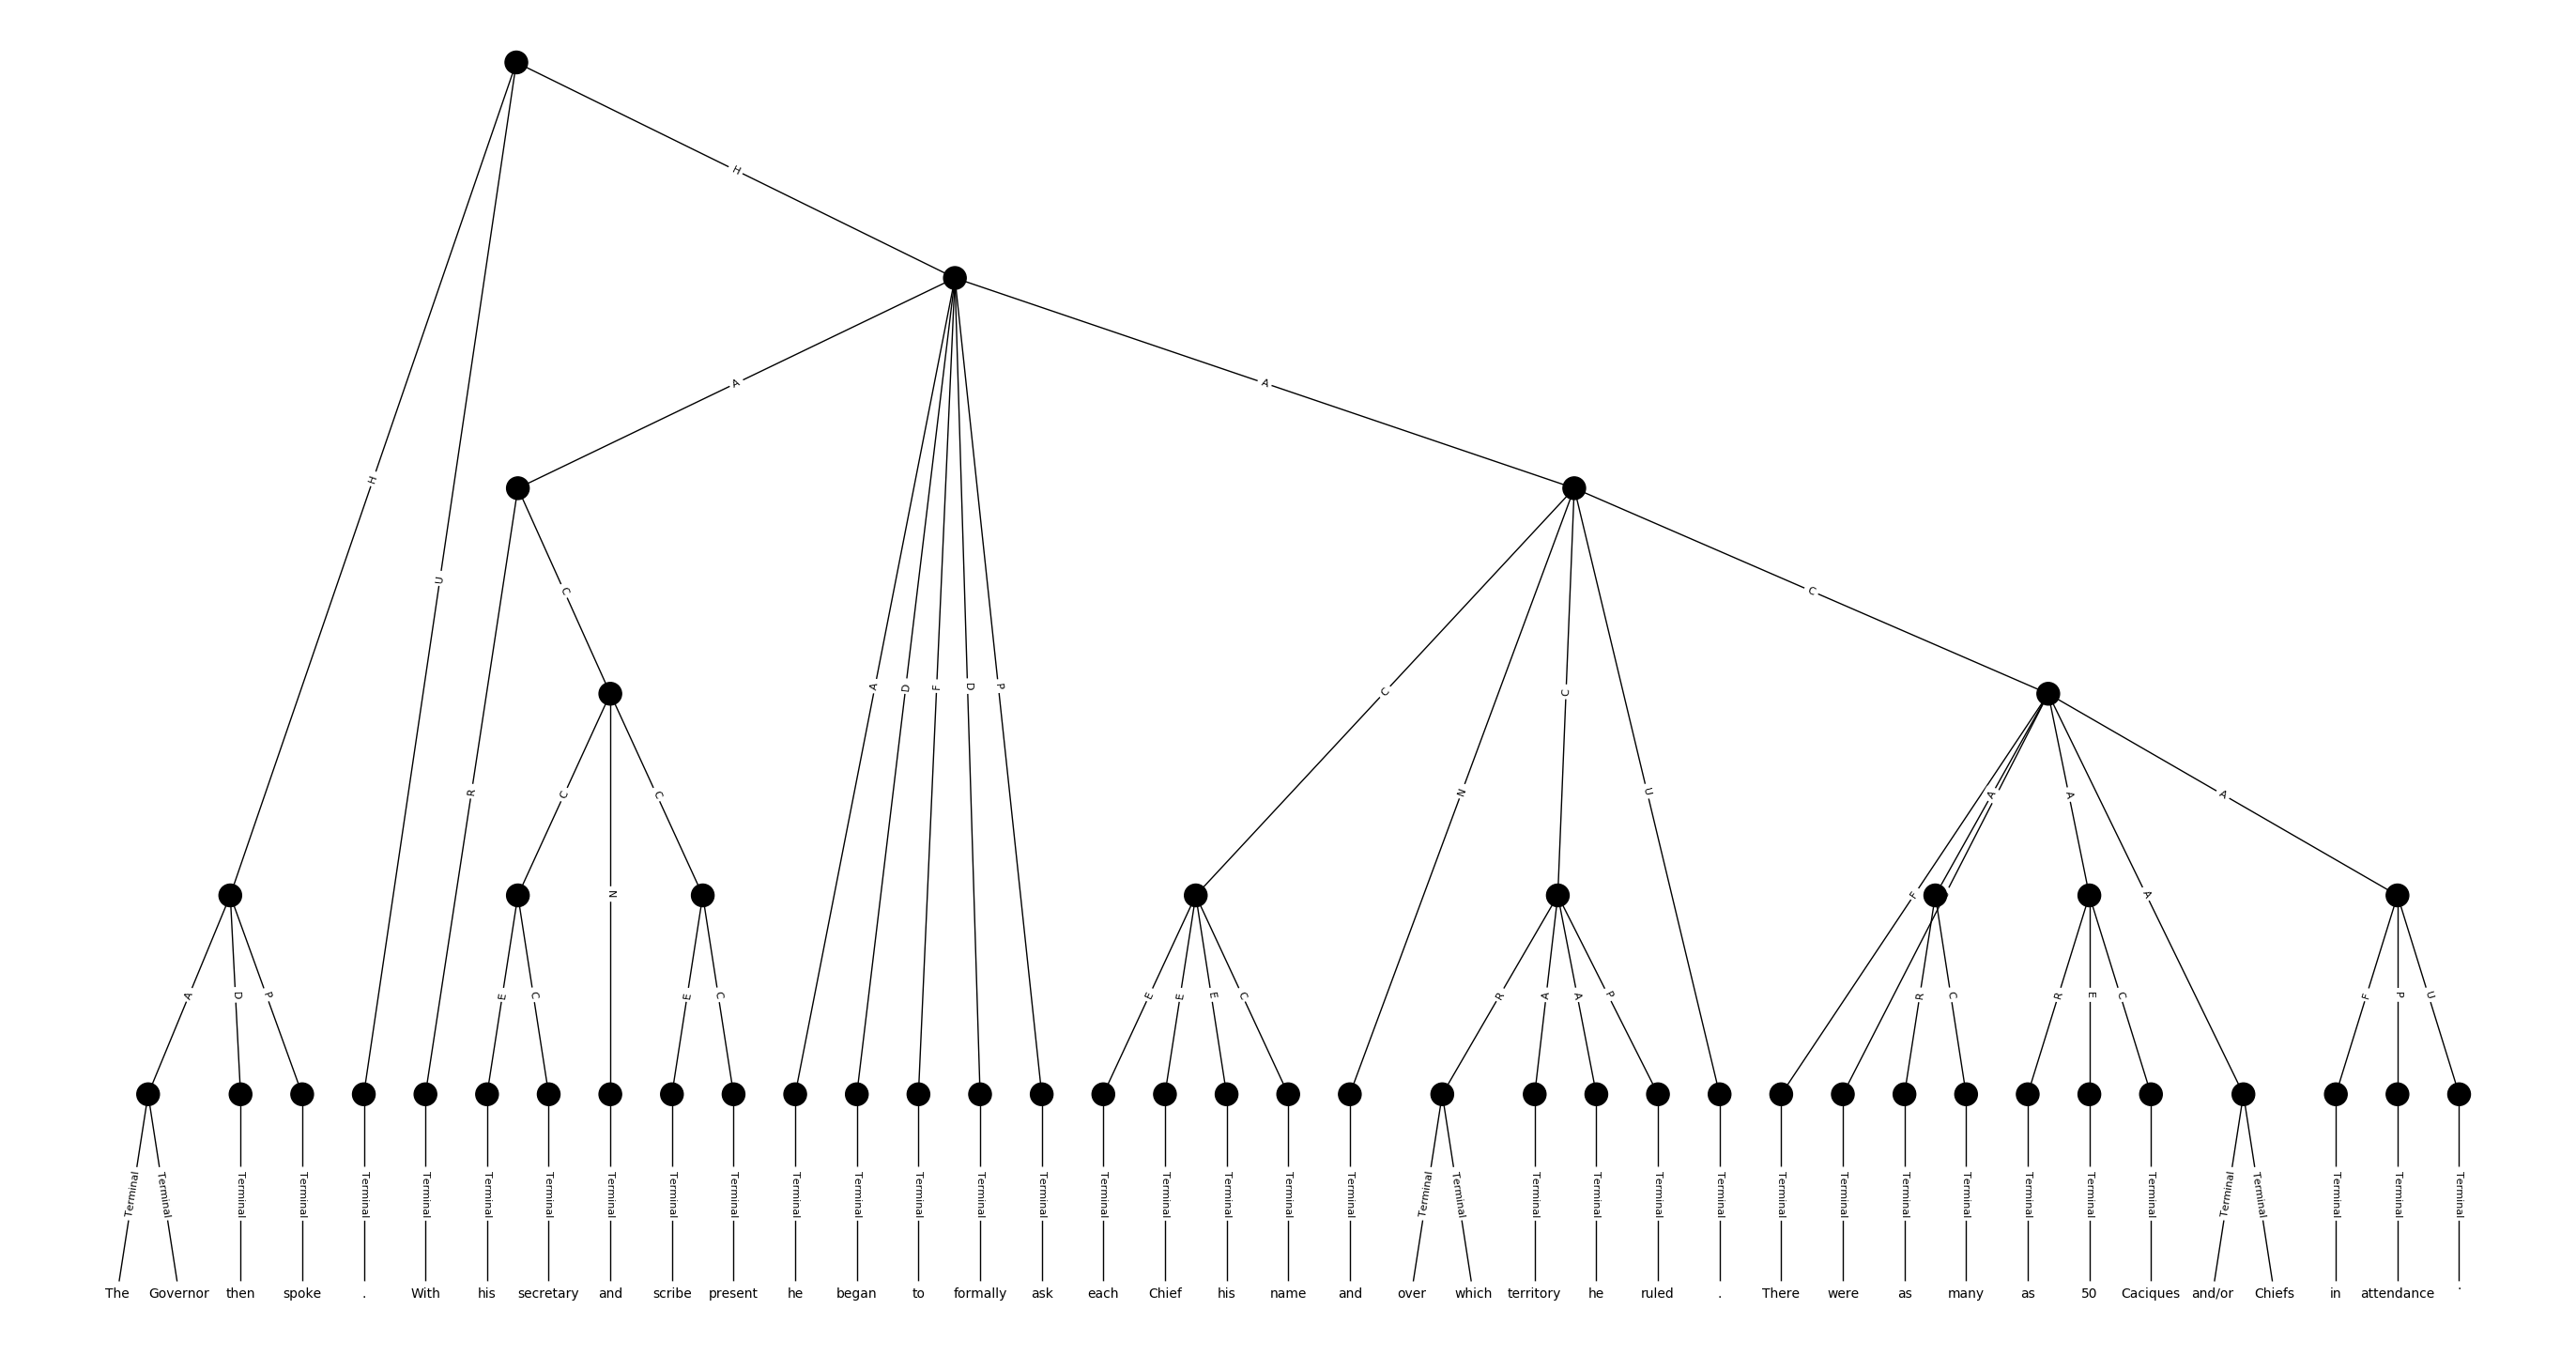 H
H
A
A
H
U
C
C
A
D
F
D
P
C
C
N
R
C
C
N
U
A
A
A
N
F
F
A
A
D
P
E
C
E
C
E
E
E
C
R
A
A
P
R
C
R
E
C
F
P
U
Terminal Terminal Terminal Terminal Terminal Terminal Terminal Terminal Terminal Terminal Terminal Terminal Terminal Terminal Terminal Terminal Terminal Terminal Terminal Terminal Terminal Terminal Terminal Terminal Terminal Terminal Terminal Terminal Terminal Terminal Terminal Terminal Terminal Terminal Terminal Terminal Terminal Terminal Terminal
The Governor then spoke . With his secretary and scribe present he began to formally ask each Chief his name and over which territory he ruled . There were as many as 50 Caciques and/or Chiefs in attendance .